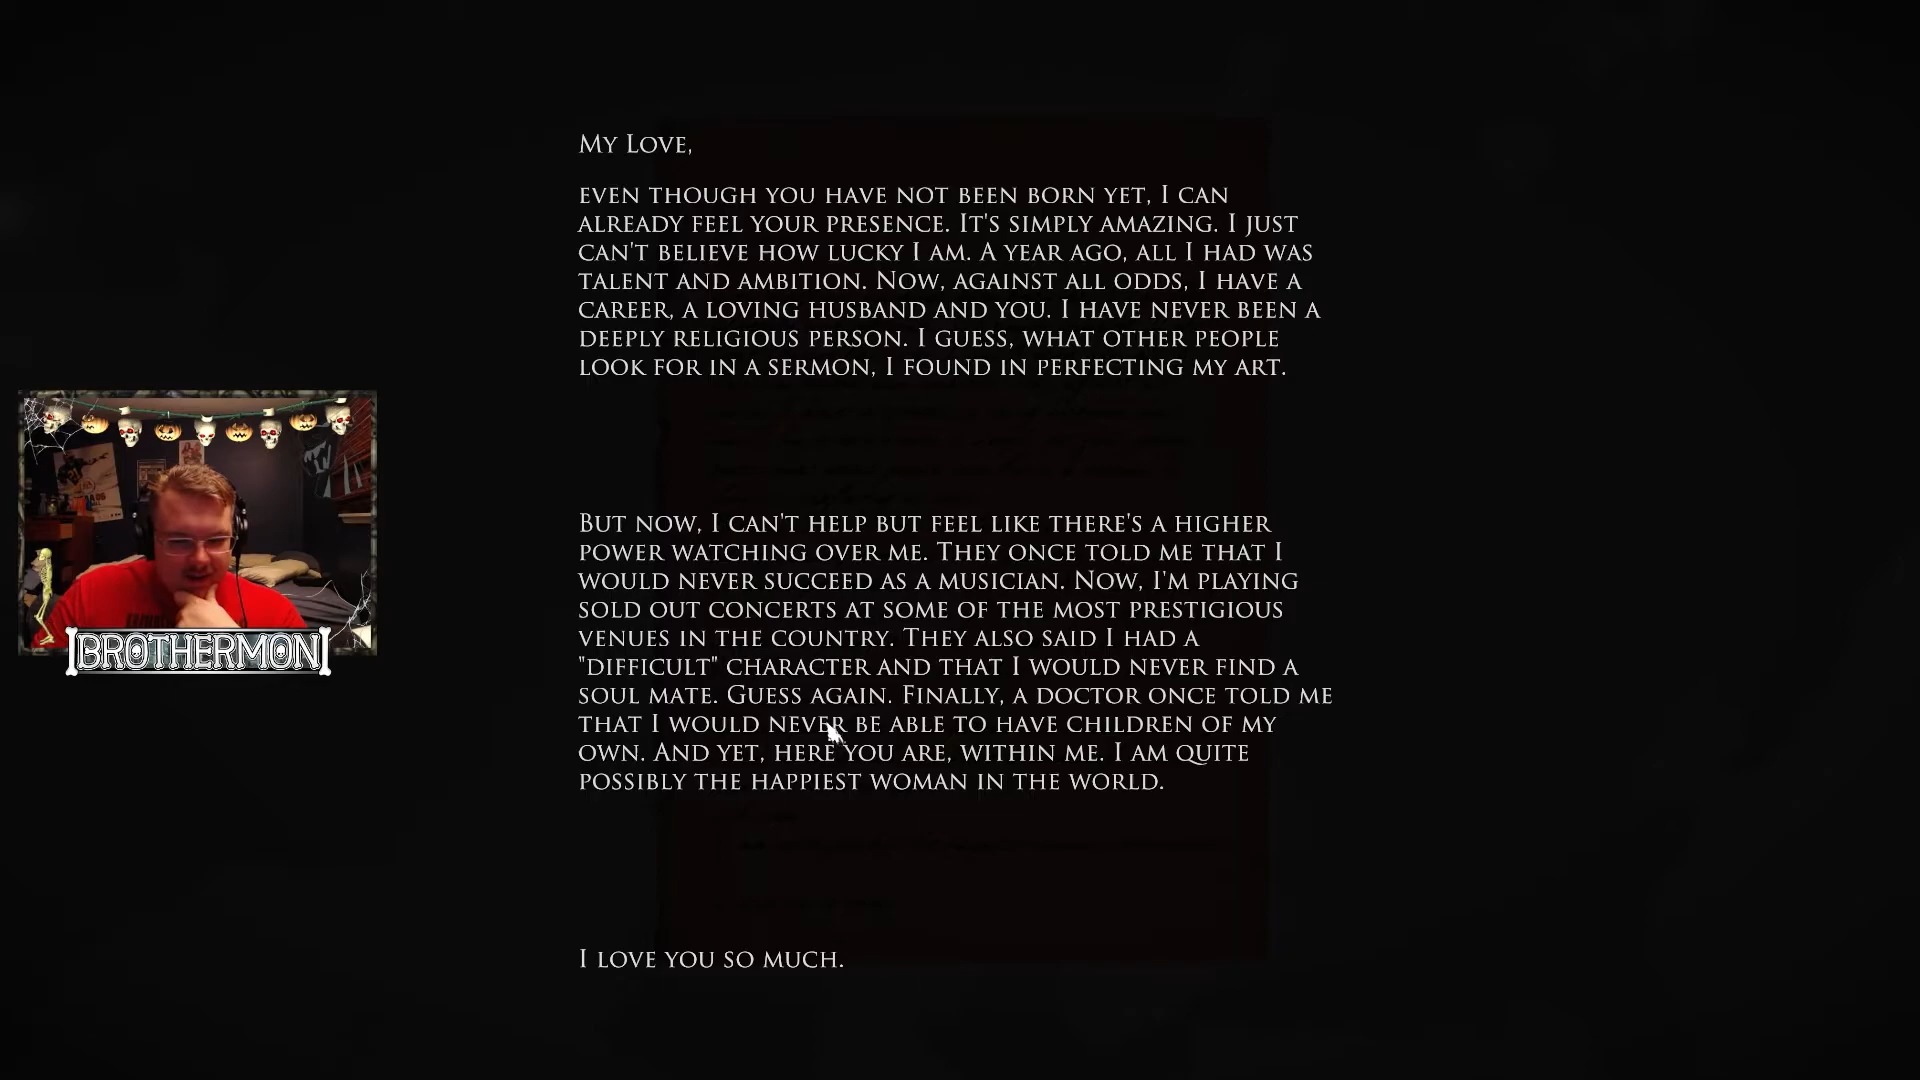 My Love,
even though you have not been born yet, I can
already feel your presence. It's simply amazing. I just
can't believe how lucky I am. A year ago, all I had was
talent and ambition. Now, against all odds, I have a
career, a loving husband and you. I have never been a
deeply religious person. I guess, what other people
look for in a sermon, I found in perfecting my art.
But now, I can't help but feel like there's a higher
power watching over me. They once told me that I
would never succeed as a musician. Now, I'm playing
sold out concerts at some of the most prestigious
venues in the country. They also said I had a
"difficult" character and that I would never find a
soul mate. Guess again. Finally, a doctor once told me
that I would never be able to have children of my
own. And yet, here you are, within me. I am quite
possibly the happiest woman in the world.
I love you so much.
BROTHERMON